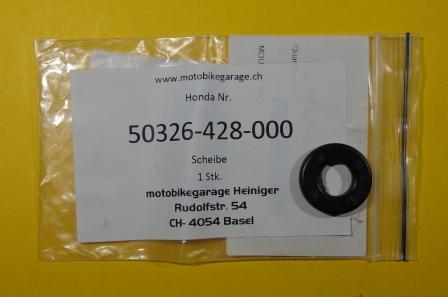 www.motobikegarage.ch
Honda Nr.
50326-428-000
Scheibe
1 Stk.
motobikegarage Heiniger
Rudolfstr. 54
CH- 4054 Basel